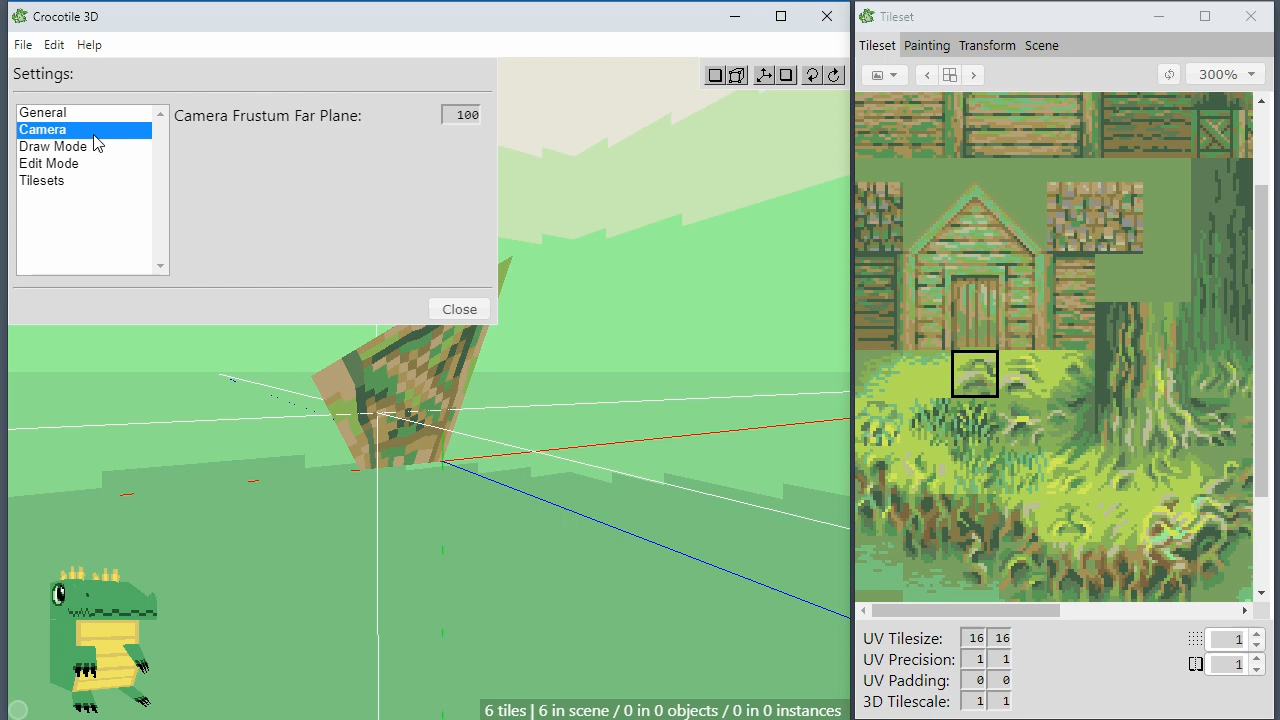 Crocotile 3D
File Edit Help
Settings:
General
Camera
Draw Mode
Edit Mode
Tilesets
Camera Frustum Far Plane: 100
Close
6 tiles | 6 in scene / 0 in 0 objects / 0 in 0 instances
Tileset
Tileset Painting Transform Scene
300%
UV Tilesize: 16 16
1
UV Precision: 1 1
1
UV Padding: 0 0
3D Tilescale: 1 1